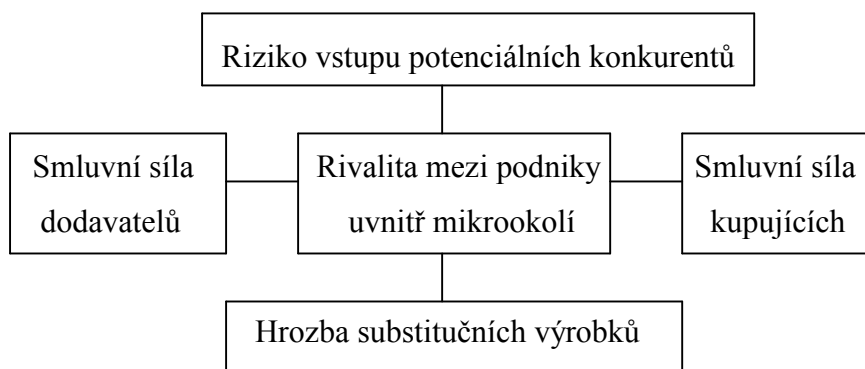 Riziko vstupu potenciálních konkurentů
Smluvní síla
dodavatelů
Rivalita mezi podniky
uvnitř mikrookolí
Smluvní síla
kupujících
Hrozba substitučních výrobků